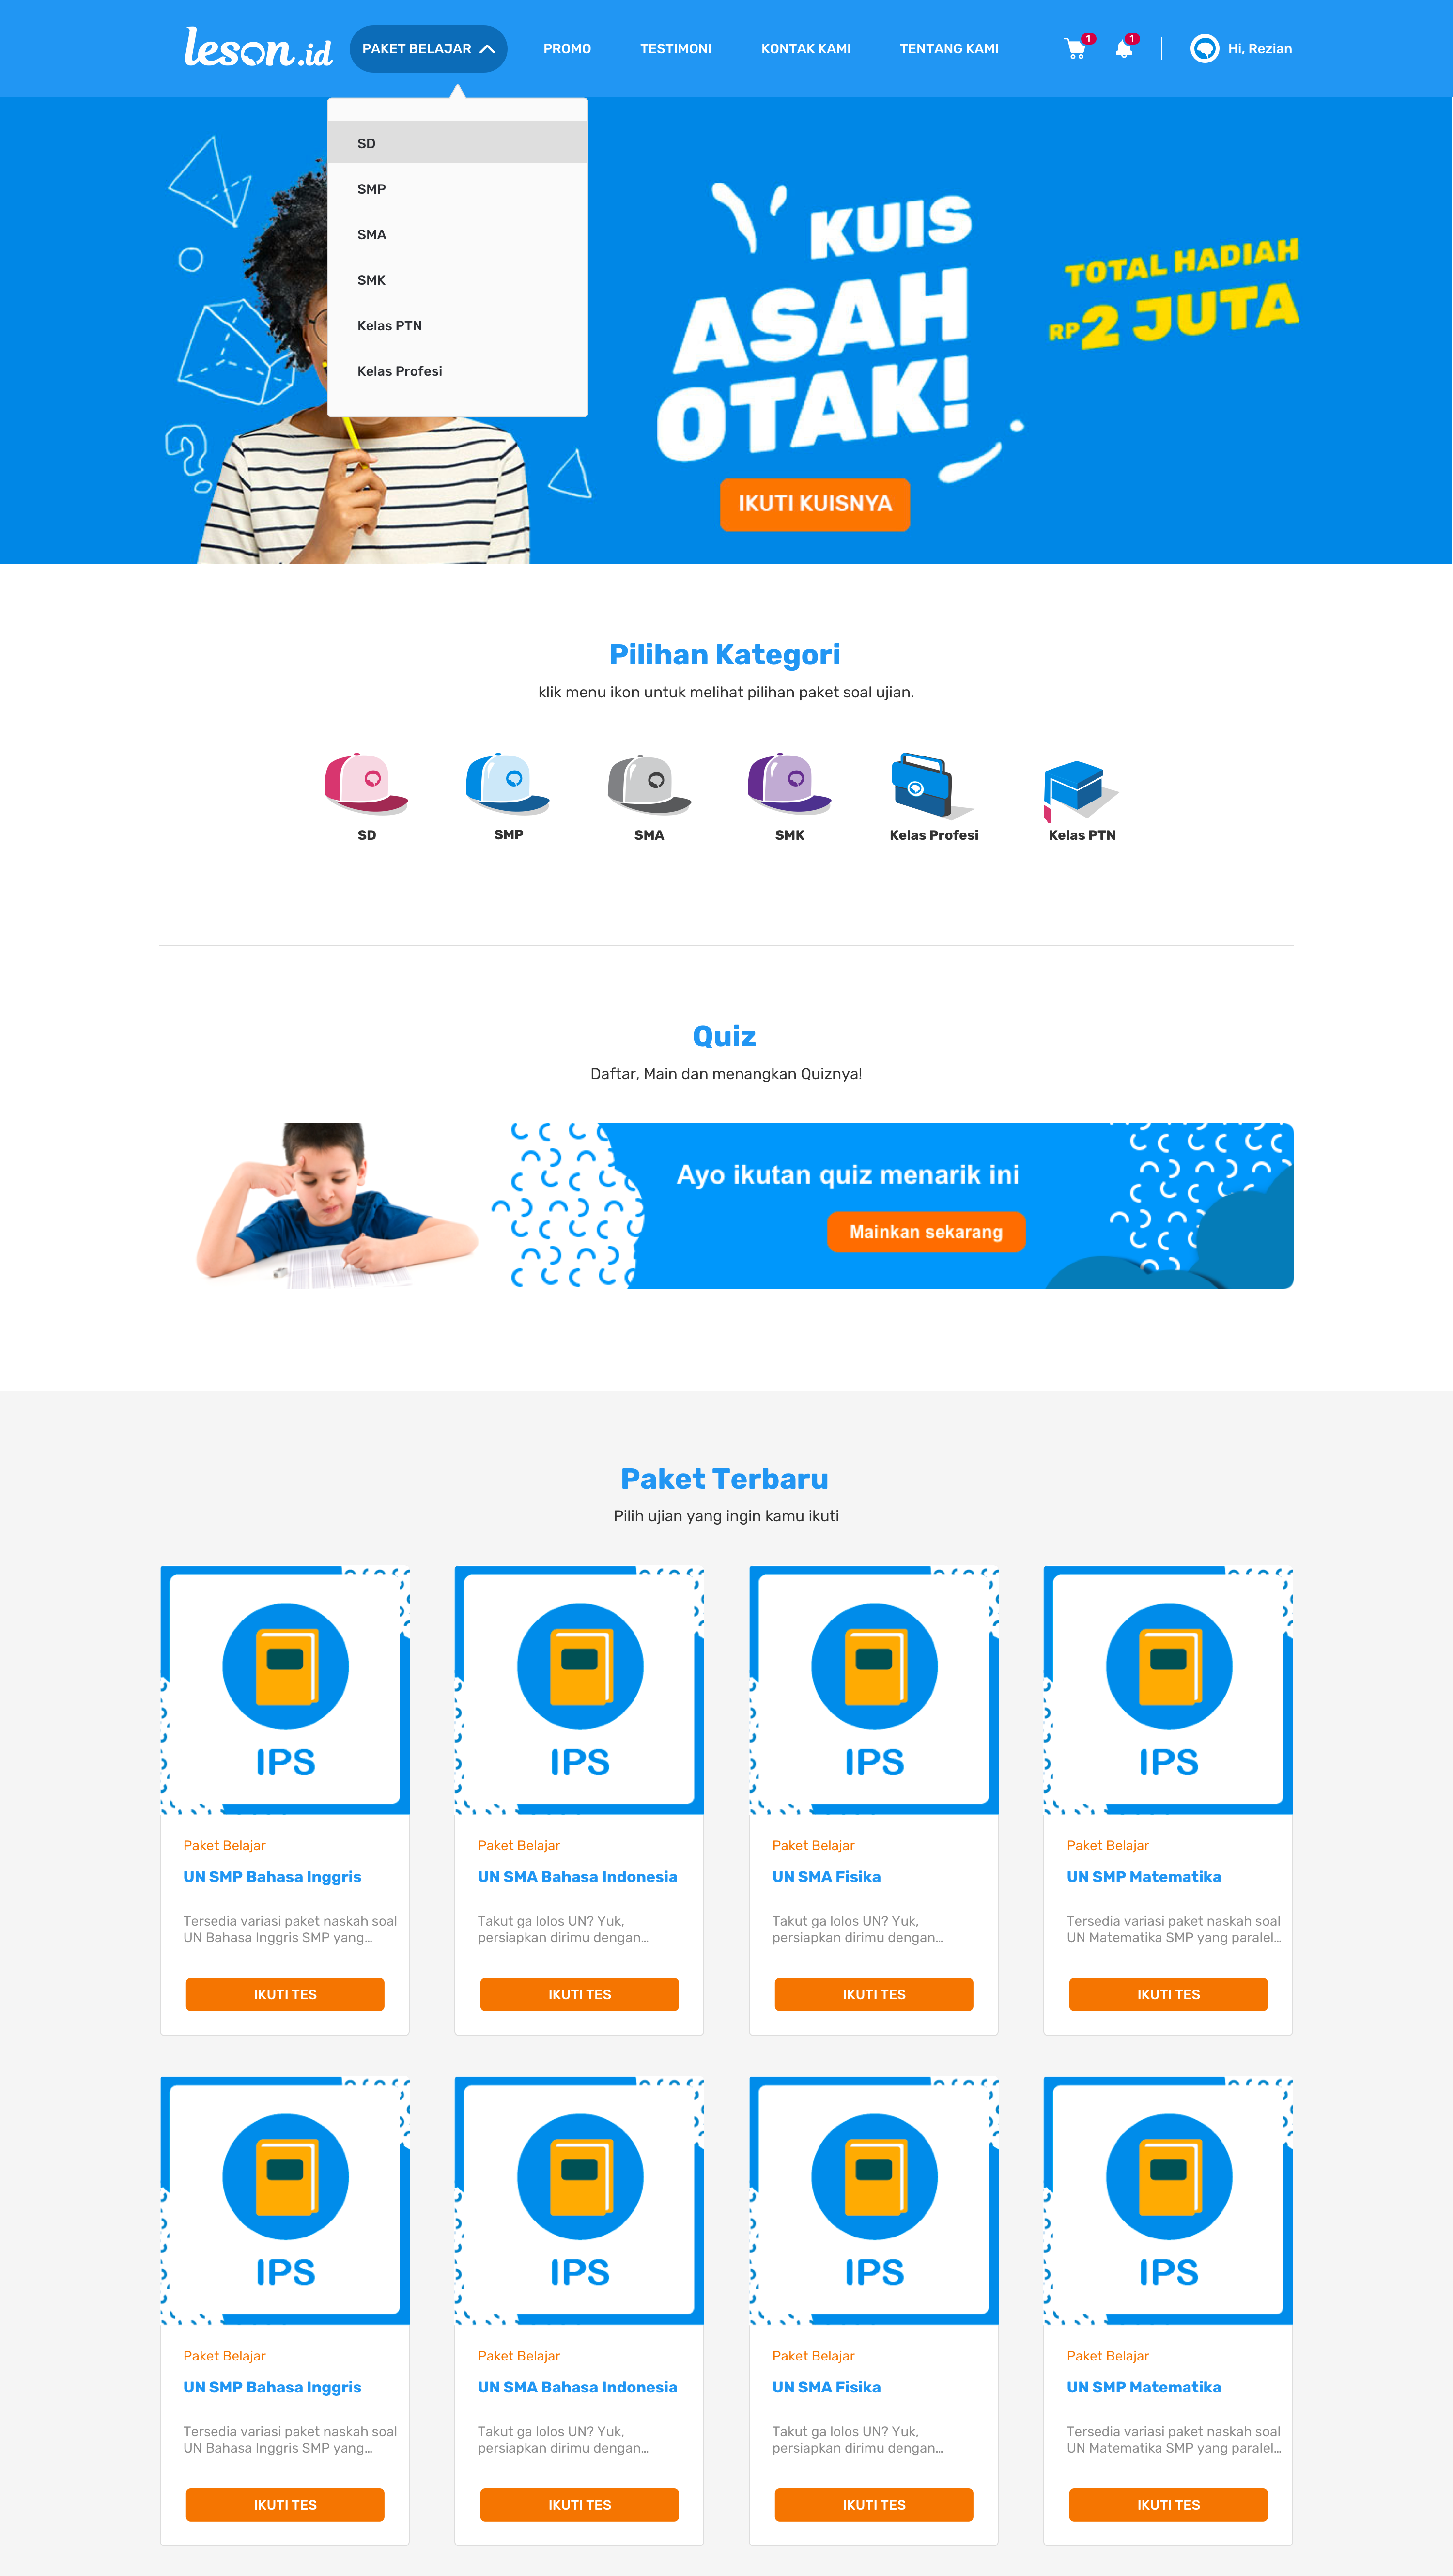 leson.id
PAKET BELAJAR
PROMO
TESTIMONI
KONTAK KAMI
TENTANG KAMI
1
1
Hi, Rezian
SD
SMP
SMA
SMK
Kelas PTN
Kelas Profesi
KUIS
ASAH
OTAK!
TOTAL HADIAH
RP2 JUTA
IKUTI KUISNYA
Pilihan Kategori
klik menu ikon untuk melihat pilihan paket soal ujian.
SD
SMP
SMA
SMK
Kelas Profesi
Kelas PTN
Quiz
Daftar, Main dan menangkan Quiznya!
Ayo ikutan quiz menarik ini
Mainkan sekarang
Paket Terbaru
Pilih ujian yang ingin kamu ikuti
IPS
Paket Belajar
UN SMP Bahasa Inggris
Tersedia variasi paket naskah soal
UN Bahasa Inggris SMP yang...
IKUTI TES
IPS
Paket Belajar
UN SMA Bahasa Indonesia
Takut ga lolos UN? Yuk,
persiapkan dirimu dengan...
IKUTI TES
IPS
Paket Belajar
UN SMA Fisika
Takut ga lolos UN? Yuk,
persiapkan dirimu dengan...
IKUTI TES
IPS
Paket Belajar
UN SMP Matematika
Tersedia variasi paket naskah soal
UN Matematika SMP yang paralel...
IKUTI TES
IPS
Paket Belajar
UN SMP Bahasa Inggris
Tersedia variasi paket naskah soal
UN Bahasa Inggris SMP yang...
IKUTI TES
IPS
Paket Belajar
UN SMA Bahasa Indonesia
Takut ga lolos UN? Yuk,
persiapkan dirimu dengan...
IKUTI TES
IPS
Paket Belajar
UN SMA Fisika
Takut ga lolos UN? Yuk,
persiapkan dirimu dengan...
IKUTI TES
IPS
Paket Belajar
UN SMP Matematika
Tersedia variasi paket naskah soal
UN Matematika SMP yang paralel...
IKUTI TES